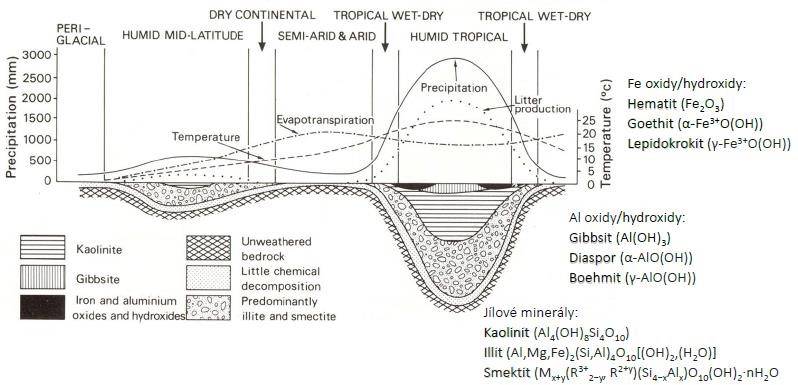 DRY CONTINENTAL TROPICAL WET-DRY TROPICAL WET-DRY
PERI-
GLACIAL HUMID MID-LATITUDE SEMI-ARID & ARID HUMID TROPICAL
Precipitation (mm)
3000
2500
2000
1500
1000
500
0
Temperature
Evapotranspiration
Precipitation
Litter
production
25
20
15
10
5
0
Temperature (°c)
Kaolinite
Gibbsite
Iron and aluminium
oxides and hydroxides
Unweathered
bedrock
Little chemical
decomposition
Predominantly
illite and smectite
Fe oxidy/hydroxidy:
Hematit (Fe₂O₃)
Goethit (α-Fe³⁺O(OH))
Lepidokrokit (γ-Fe³⁺O(OH))
Al oxidy/hydroxidy:
Gibbsit (Al(OH)₃)
Diaspor (α-AlO(OH))
Boehmit (γ-AlO(OH))
Jílové minerály:
Kaolinit (Al₄(OH)₈Si₄O₁₀)
Illit (Al,Mg,Fe)₂(Si,Al)₄O₁₀[(OH)₂,(H₂O)]
Smektit (Mₓ₊ᵧ(R³⁺₂₋ᵧ, R²⁺ᵞ)(Si₄₋ₓAlₓ)O₁₀(OH)₂·nH₂O